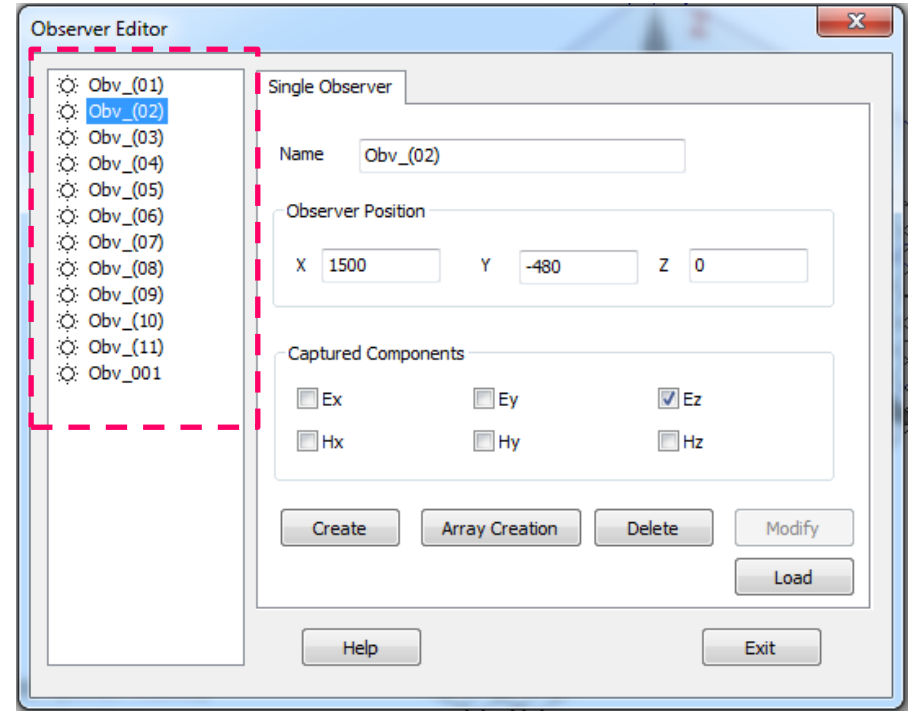 Observer Editor
Obv_(01)
Obv_(02)
Obv_(03)
Obv_(04)
Obv_(05)
Obv_(06)
Obv_(07)
Obv_(08)
Obv_(09)
Obv_(10)
Obv_(11)
Obv_001
Single Observer
Name Obv_(02)
Observer Position
X 1500 Y -480 Z 0
Captured Components
Ex Ey Ez
Hx Hy Hz
Create Array Creation Delete Modify
Load
Help Exit